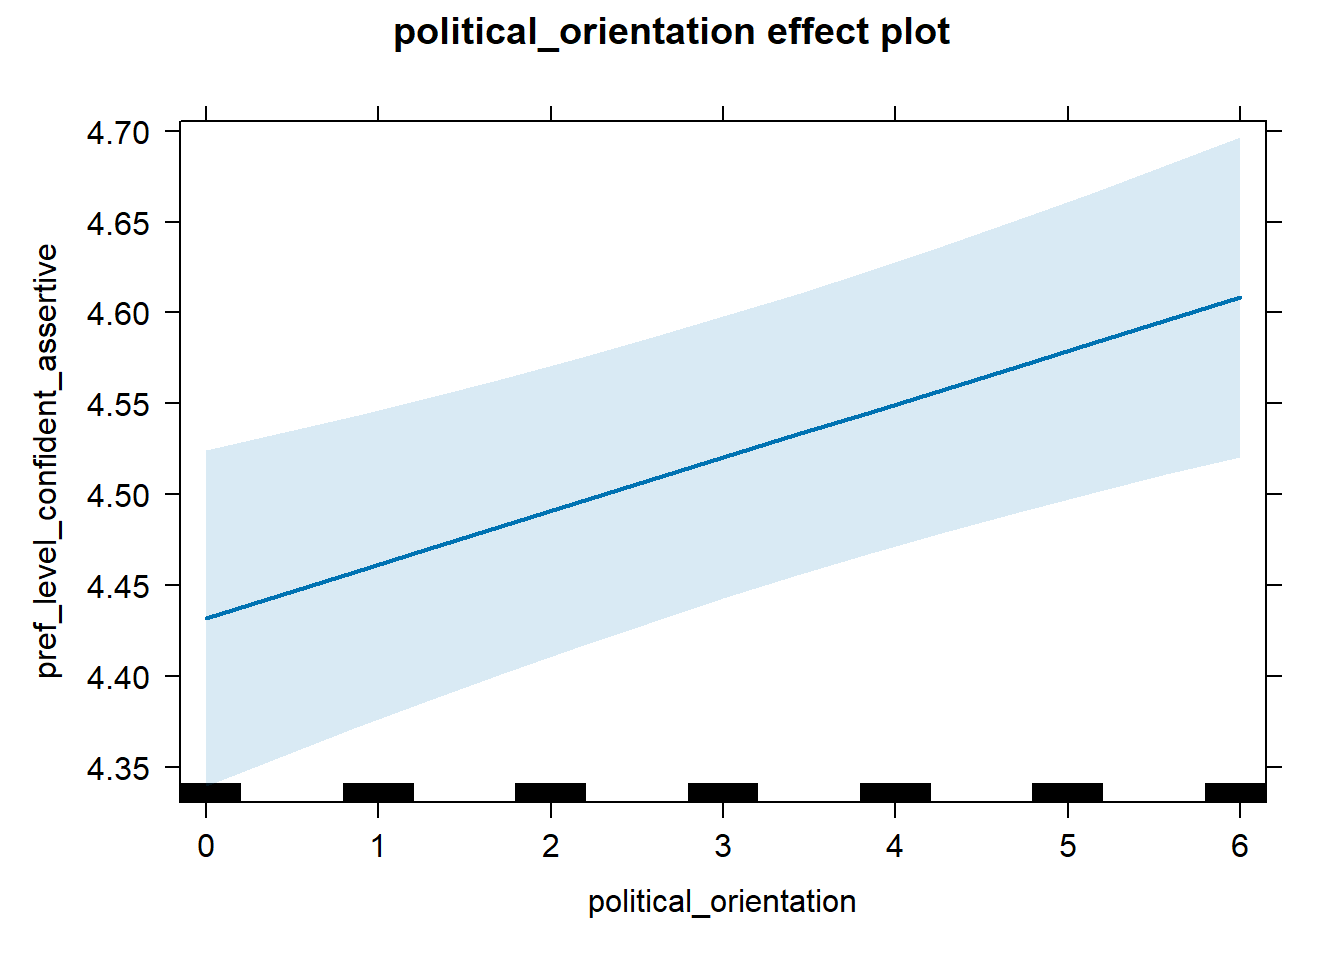 political_orientation effect plot
4.70
4.65
4.60
4.55
4.50
4.45
4.40
4.35
pref_level_confident_assertive
0 1 2 3 4 5 6
political_orientation